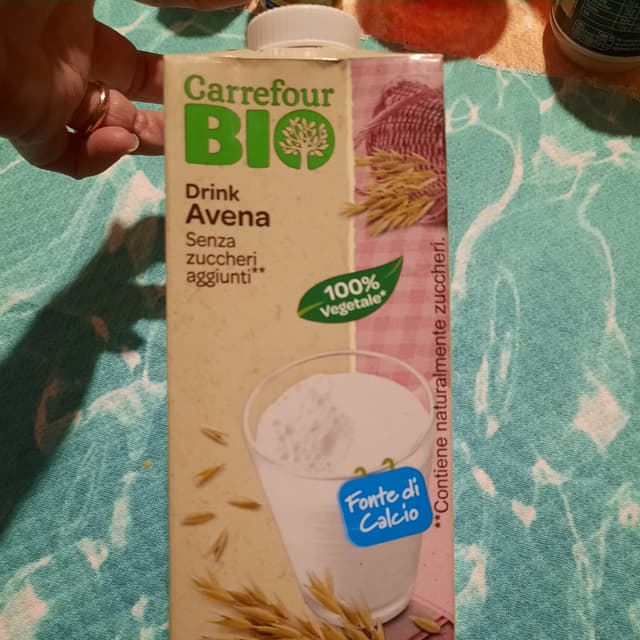 Carrefour
BIO
Drink
Avena
Senza
zuccheri
aggiunti**
100%
Vegetale*
Fonte di
Calcio
**Contiene naturalmente zuccheri.